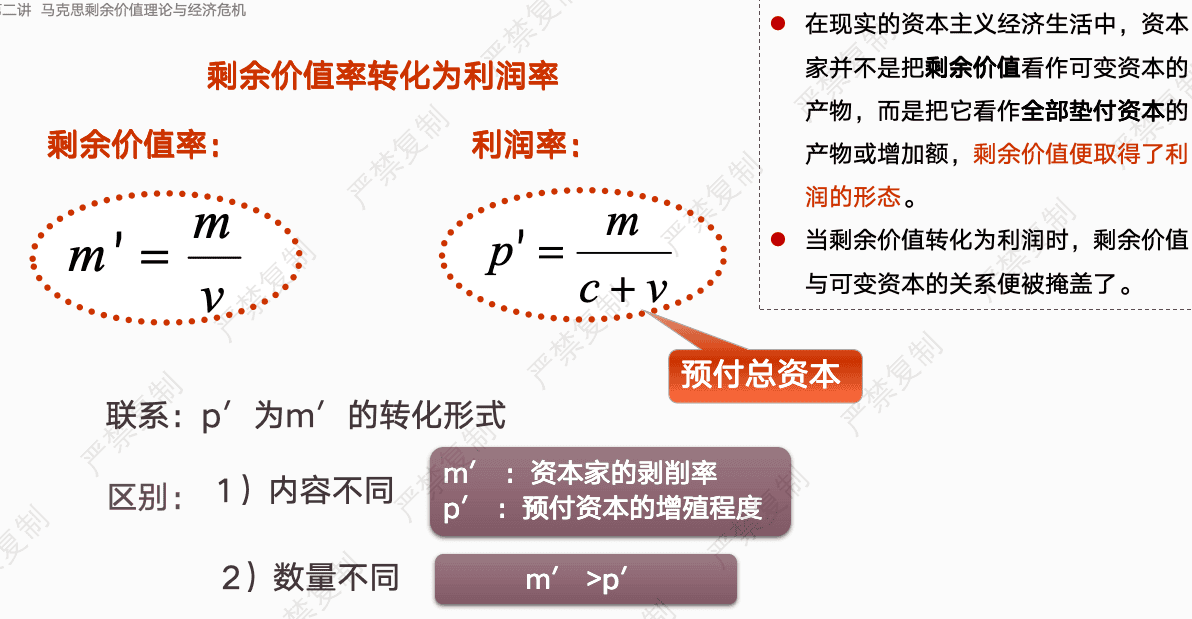 二讲 马克思剩余价值理论与经济危机
剩余价值率转化为利润率
剩余价值率：
利润率：
m' = m / v
p' = m / c + v
预付总资本
联系：p′ 为m′ 的转化形式
区别：
1）内容不同
m′ ：资本家的剥削率
p′ ：预付资本的增殖程度
2）数量不同
m′ >p′
● 在现实的资本主义经济生活中，资本
家并不是把剩余价值看作可变资本的
产物，而是把它看作全部垫付资本的
产物或增加额，剩余价值便取得了利
润的形态。
● 当剩余价值转化为利润时，剩余价值
与可变资本的关系便被掩盖了。
严禁复制